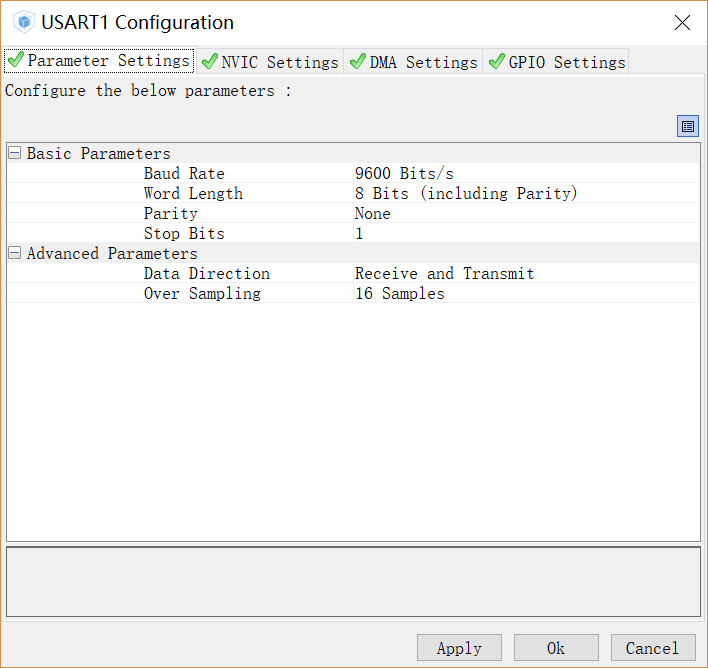 USART1 Configuration
Parameter Settings NVIC Settings DMA Settings GPIO Settings
Configure the below parameters :
Basic Parameters
Baud Rate 9600 Bits/s
Word Length 8 Bits (including Parity)
Parity None
Stop Bits 1
Advanced Parameters
Data Direction Receive and Transmit
Over Sampling 16 Samples
Apply Ok Cancel